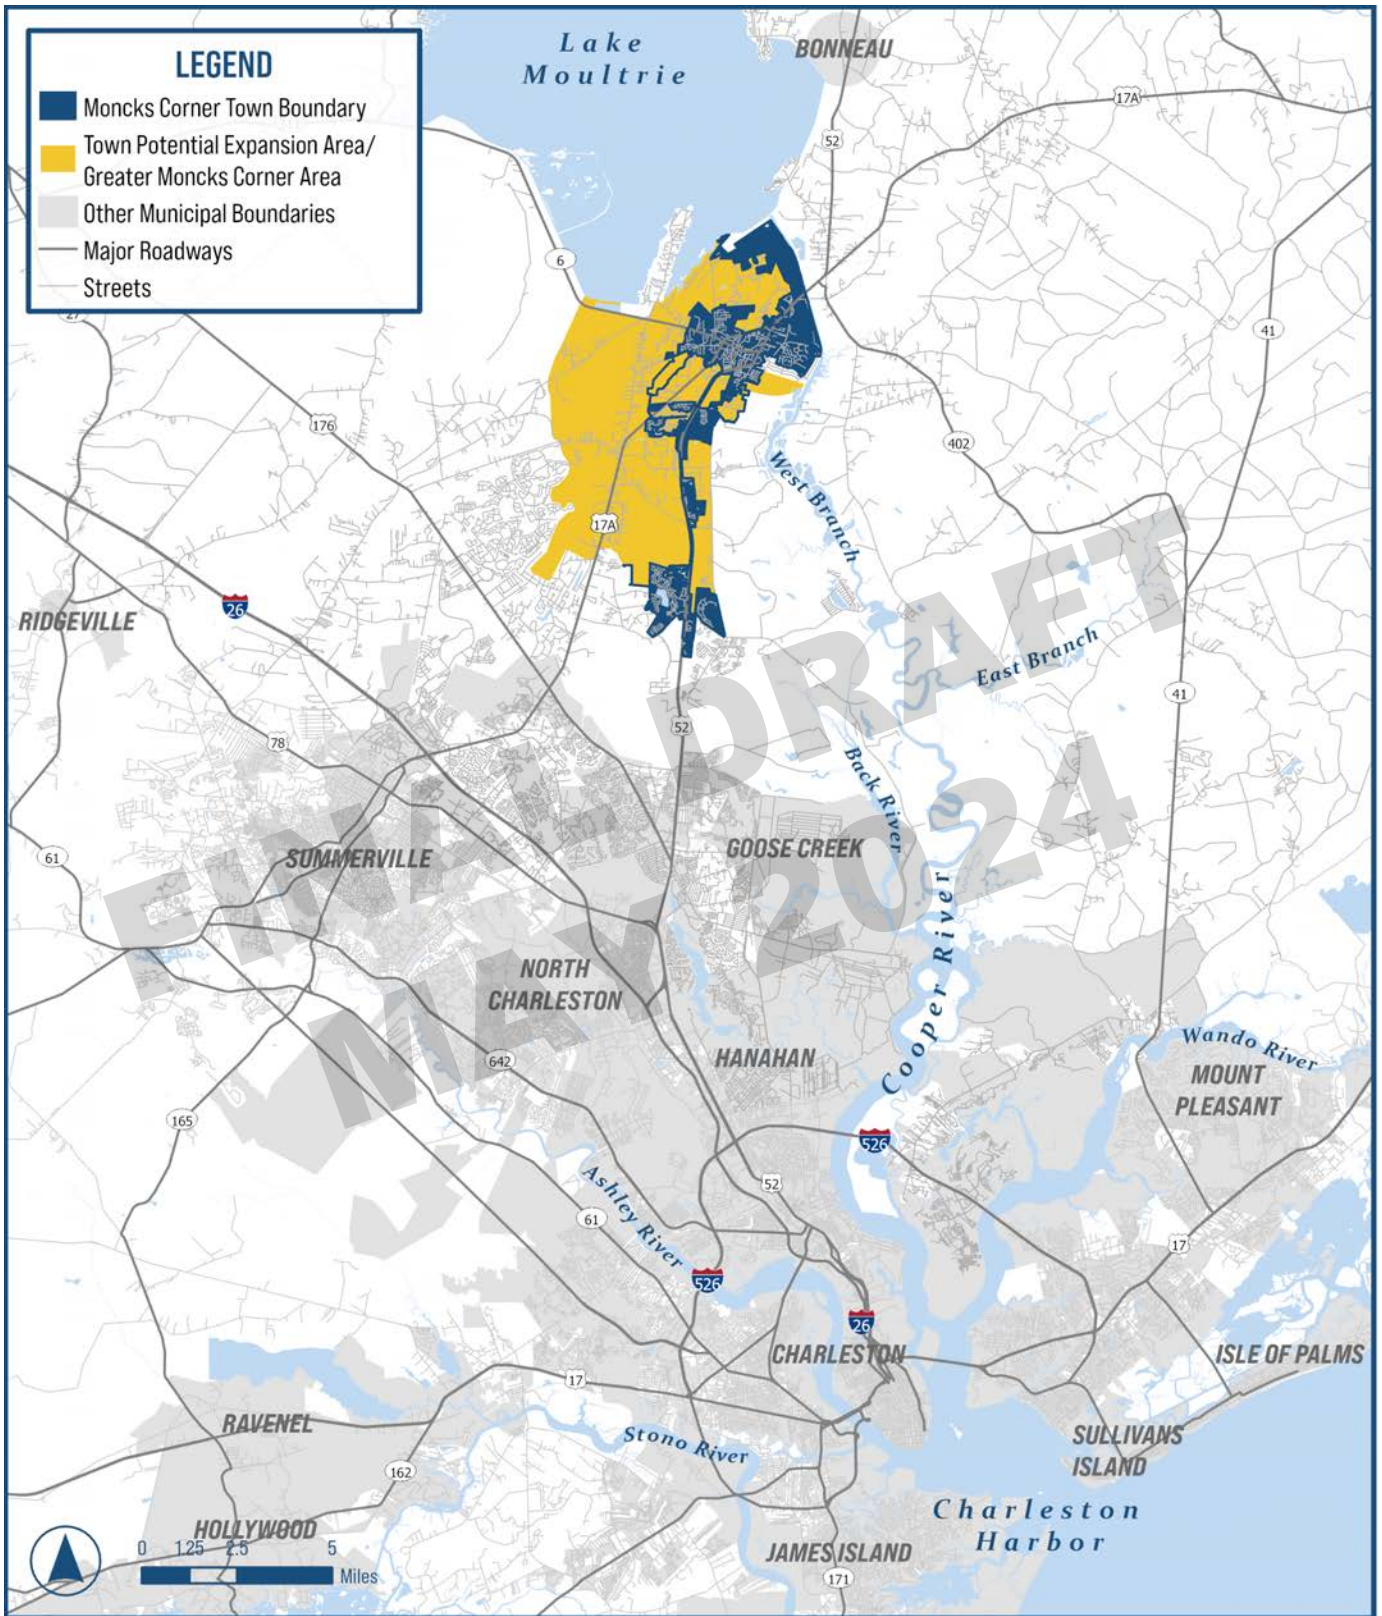 LEGEND
Moncks Corner Town Boundary
Town Potential Expansion Area/
Greater Moncks Corner Area
Other Municipal Boundaries
Major Roadways
Streets
Lake
Moultrie
BONNEAU
17A
52
6
27
41
176
402
West Branch
17A
26
RIDGEVILLE
East Branch
41
52
78
Back River
GOOSE CREEK
61
SUMMERVILLE
FINAL DRAFT
MAY 2024
NORTH
CHARLESTON
Cooper River
Wando River
HANAHAN
642
MOUNT
PLEASANT
165
526
52
Ashley River
61
17
526
26
CHARLESTON
ISLE OF PALMS
17
RAVENEL
Stono River
SULLIVANS
ISLAND
162
Charleston
Harbor
HOLLYWOOD
JAMES ISLAND
171
0 1.25 2.5 5
Miles